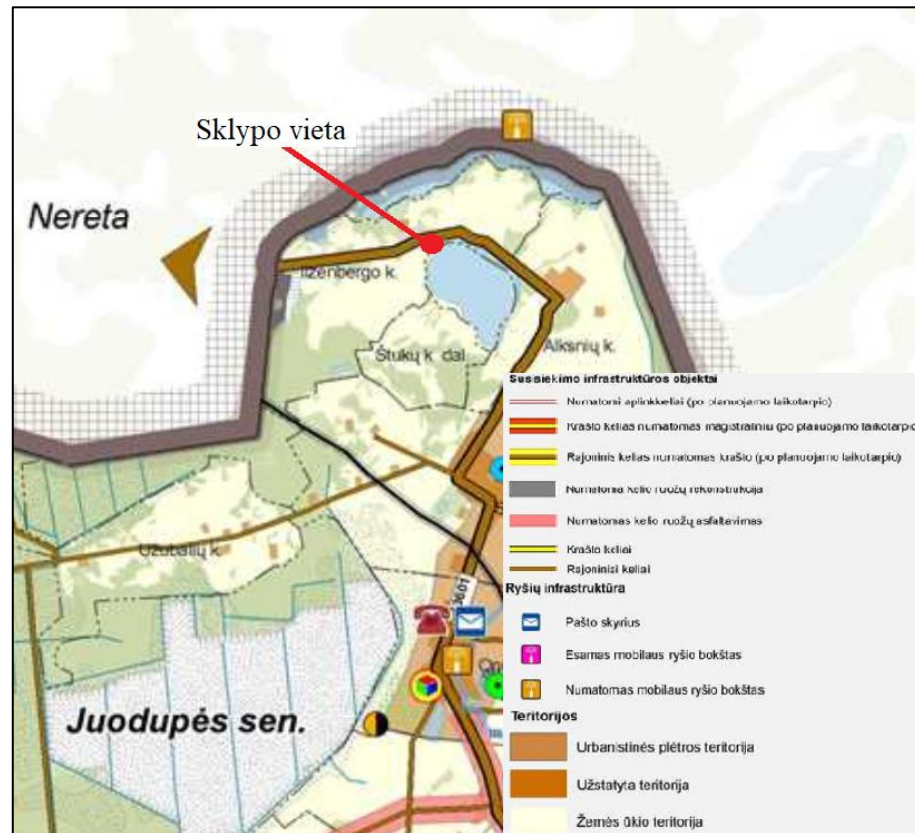 Sklypo vieta
Nereta
Ilzenbergo k.
Štukų k. dal
Alksnių k.
Užubalių k.
3601
Juodupės sen.
Susisiekimo infrastruktūros objektai
Numatomi aplinkkeliai (po planuojamo laikotarpio)
Krašto kelias numatomas magistraliniu (po planuojamo laikotarpio
Rajoninis kelias numatomas krašto (po planuojamo laikotarpio)
Numatoma kelio ruožų rekonstrukcija
Numatomas kelio ruožų asfaltavimas
Krašto keliai
Rajoniniai keliai
Ryšių infrastruktūra
Pašto skyrius
Esamas mobilaus ryšio bokštas
Numatomas mobilaus ryšio bokštas
Teritorijos
Urbanistinės plėtros teritorija
Užstatyta teritorija
Žemės ūkio teritorija